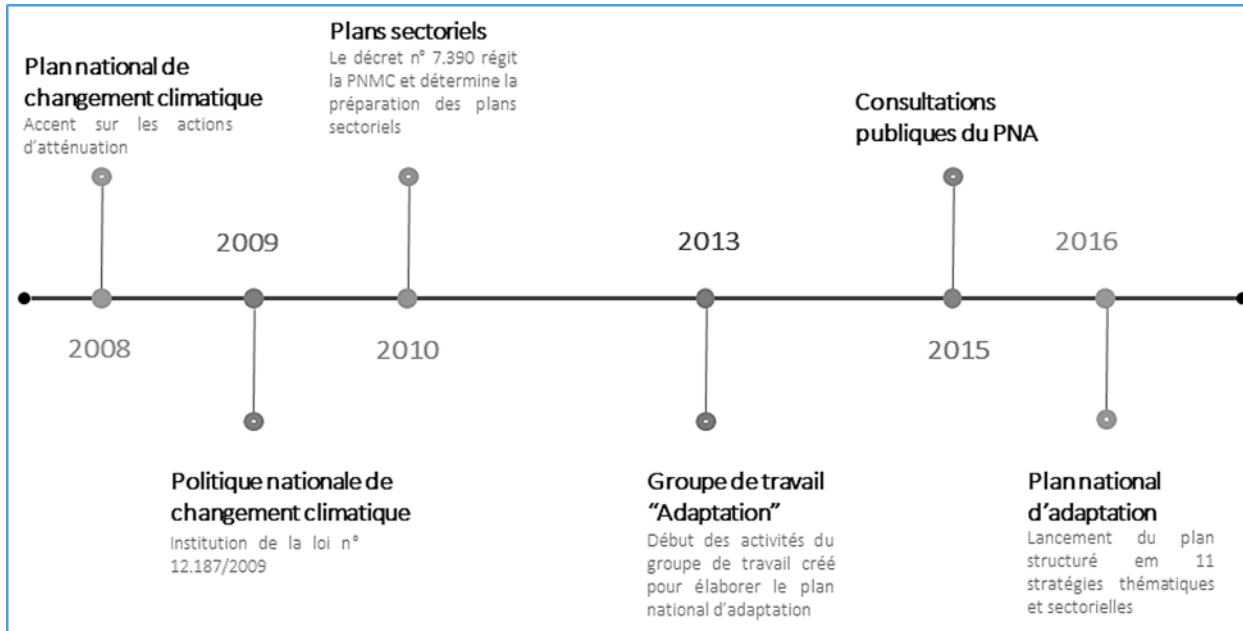 Plan national de
changement climatique
Accent sur les actions
d’atténuation
2008
2009
Politique nationale de
changement climatique
Institution de la loi n°
12.187/2009
Plans sectoriels
Le décret n° 7.390 régit
la PNMC et détermine la
préparation des plans
sectoriels
2010
2013
Groupe de travail
“Adaptation”
Début des activités du
groupe de travail créé
pour élaborer le plan
national d’adaptation
Consultations
publiques du PNA
2015
2016
Plan national
d’adaptation
Lancement du plan
structuré em 11
stratégies thématiques
et sectorielles